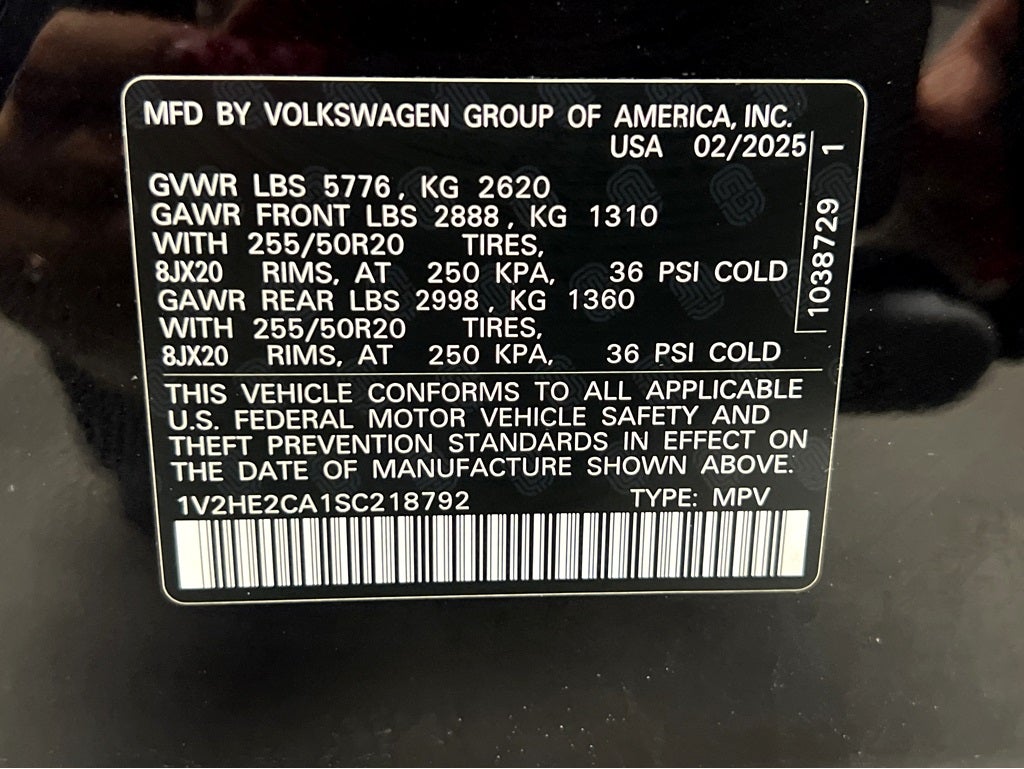 MFD BY VOLKSWAGEN GROUP OF AMERICA, INC.
USA 02/2025
GVWR LBS 5776, KG 2620
GAWR FRONT LBS 2888, KG 1310
WITH 255/50R20 TIRES,
8JX20 RIMS, AT 250 KPA, 36 PSI COLD
GAWR REAR LBS 2998, KG 1360
WITH 255/50R20 TIRES,
8JX20 RIMS, AT 250 KPA, 36 PSI COLD
THIS VEHICLE CONFORMS TO ALL APPLICABLE
U.S. FEDERAL MOTOR VEHICLE SAFETY AND
THEFT PREVENTION STANDARDS IN EFFECT ON
THE DATE OF MANUFACTURE SHOWN ABOVE.
1V2HE2CA1SC218792 TYPE: MPV
1038729 1